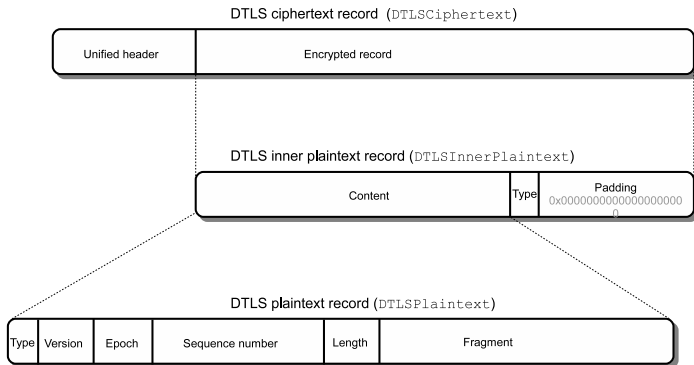 DTLS ciphertext record (DTLSCiphertext)
Unified header
Encrypted record
DTLS inner plaintext record (DTLSInnerPlaintext)
Content
Type
Padding
0x0000000000000000000
0
DTLS plaintext record (DTLSPlaintext)
Type
Version
Epoch
Sequence number
Length
Fragment